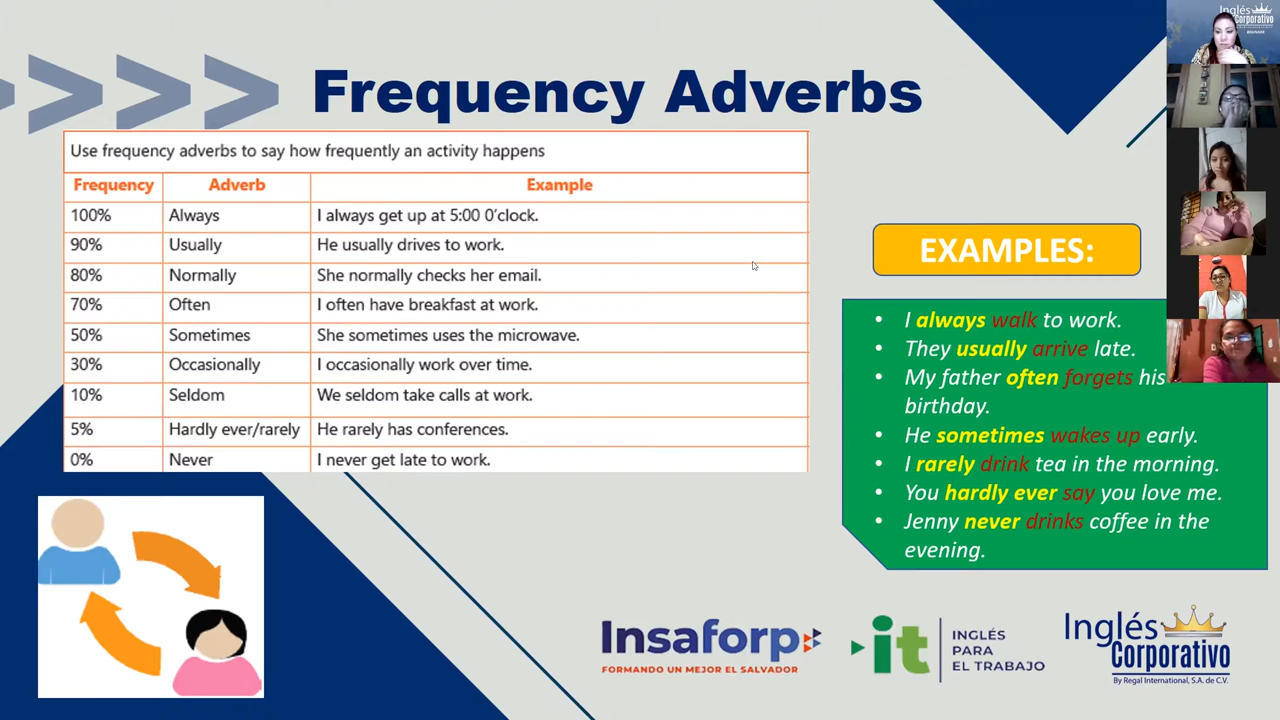 Frequency Adverbs
Use frequency adverbs to say how frequently an activity happens
Frequency Adverb Example
100% Always I always get up at 5:00 0'clock.
90% Usually He usually drives to work.
80% Normally She normally checks her email.
70% Often I often have breakfast at work.
50% Sometimes She sometimes uses the microwave.
30% Occasionally I occasionally work over time.
10% Seldom We seldom take calls at work.
5% Hardly ever/rarely He rarely has conferences.
0% Never I never get late to work.
EXAMPLES:
• I always walk to work.
• They usually arrive late.
• My father often forgets his
birthday.
• He sometimes wakes up early.
• I rarely drink tea in the morning.
• You hardly ever say you love me.
• Jenny never drinks coffee in the
evening.
Insaforp
FORMANDO UN MEJOR EL SALVADOR
it
INGLÉS
PARA
EL TRABAJO
Inglés
Corporativo
By Regal International, S.A. de C.V.
Inglés
Corporativo